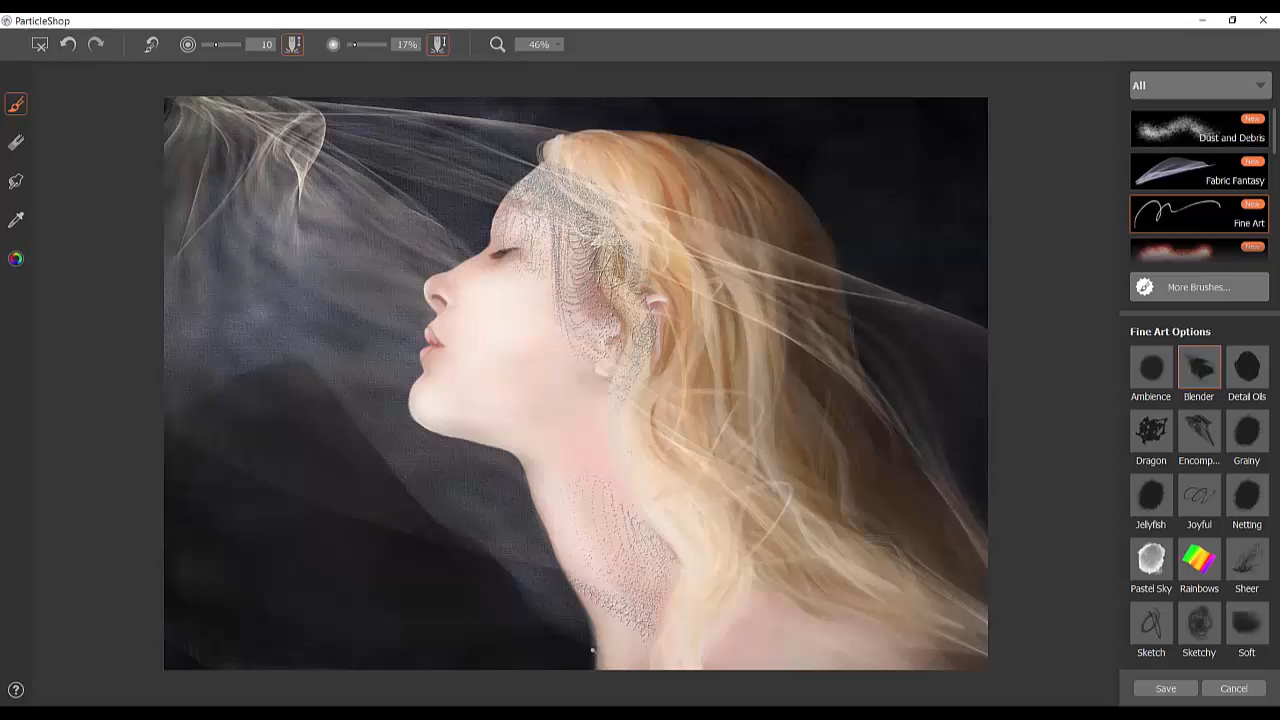 ParticleShop
10
17%
46%
All
New
Dust and Debris
New
Fabric Fantasy
New
Fine Art
New
More Brushes...
Fine Art Options
Ambience Blender Detail Oils
Dragon Encomp... Grainy
Jellyfish Joyful Netting
Pastel Sky Rainbows Sheer
Sketch Sketchy Soft
Save Cancel
?